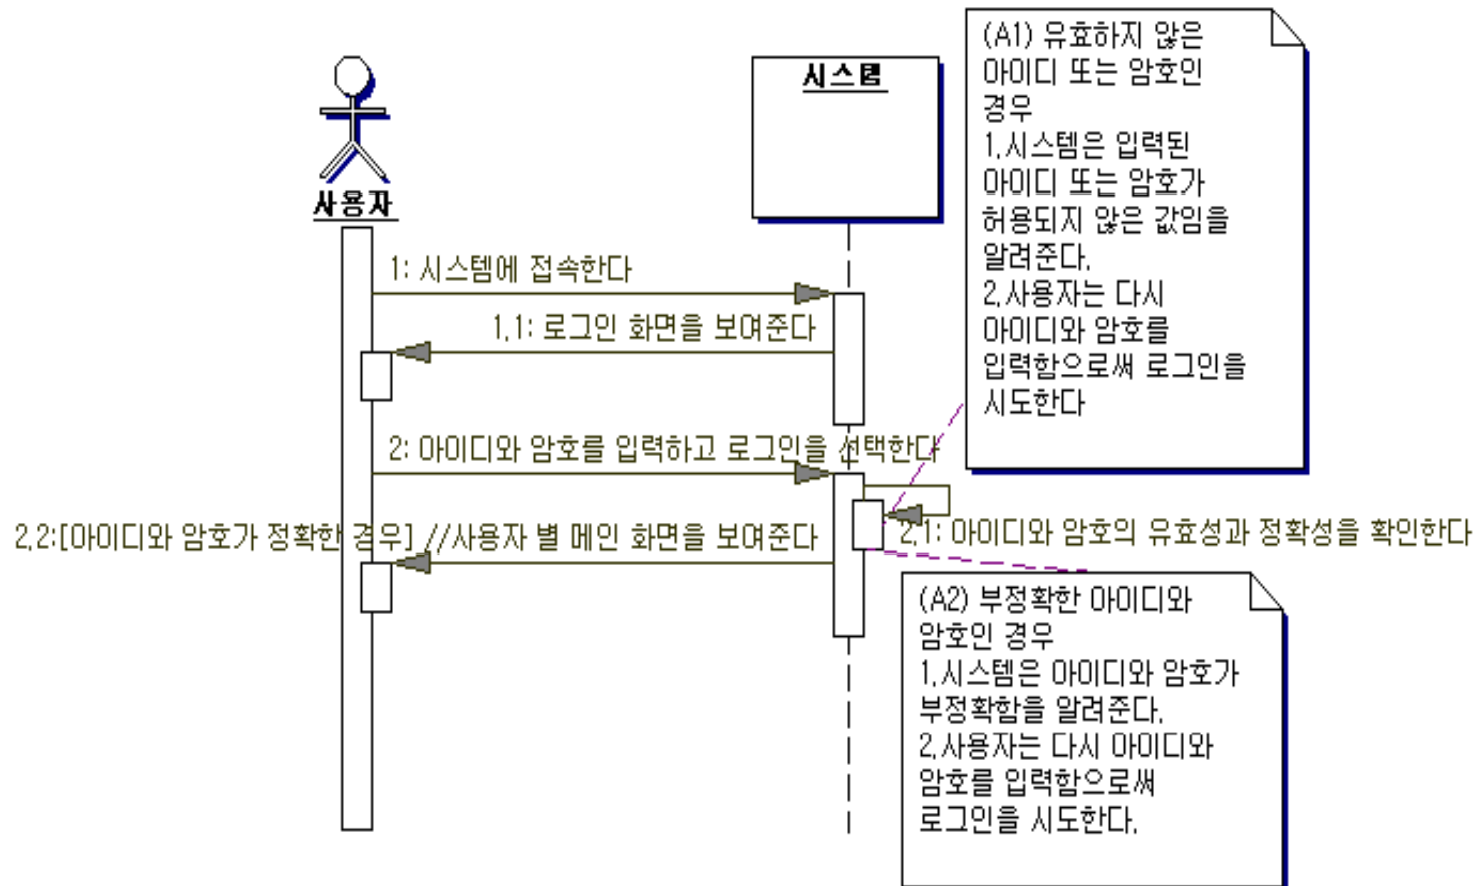 (A1) 유효하지 않은
아이디 또는 암호인
경우
1.시스템은 입력된
아이디 또는 암호가
허용되지 않은 값임을
알려준다.
2.사용자는 다시
아이디와 암호를
입력함으로써 로그인을
시도한다
시스템
사용자
1: 시스템에 접속한다
1.1: 로그인 화면을 보여준다
2: 아이디와 암호를 입력하고 로그인을 선택한다
2.1: 아이디와 암호의 유효성과 정확성을 확인한다
2.2:[아이디와 암호가 정확한 경우] //사용자 별 메인 화면을 보여준다
(A2) 부정확한 아이디와
암호인 경우
1.시스템은 아이디와 암호가
부정확함을 알려준다.
2.사용자는 다시 아이디와
암호를 입력함으로써
로그인을 시도한다.